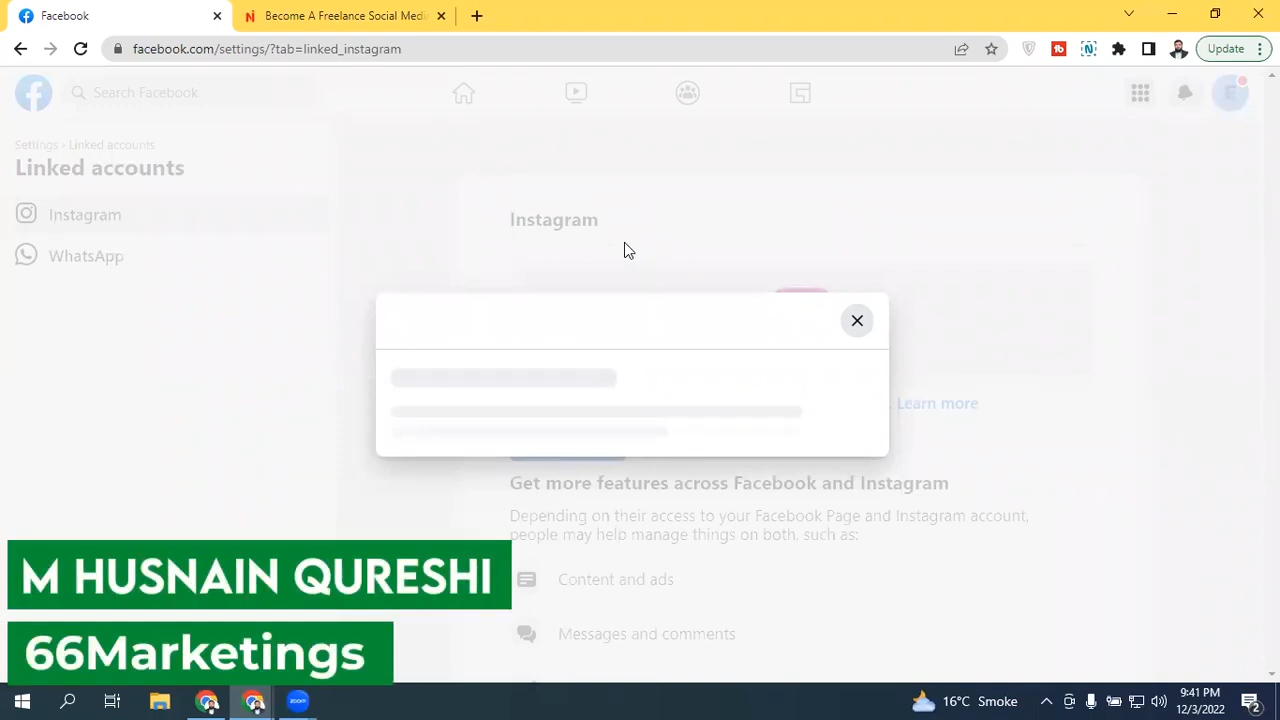 Facebook
Become A Freelance Social Medi
facebook.com/settings/?tab=linked_instagram
Update
Search Facebook
E
Settings › Linked accounts
Linked accounts
Instagram
WhatsApp
Instagram
Learn more
Get more features across Facebook and Instagram
Depending on their access to your Facebook Page and Instagram account,
people may help manage things on both, such as:
Content and ads
Messages and comments
M HUSNAIN QURESHI
66Marketings
zoom
16°C Smoke
9:41 PM
12/3/2022
2